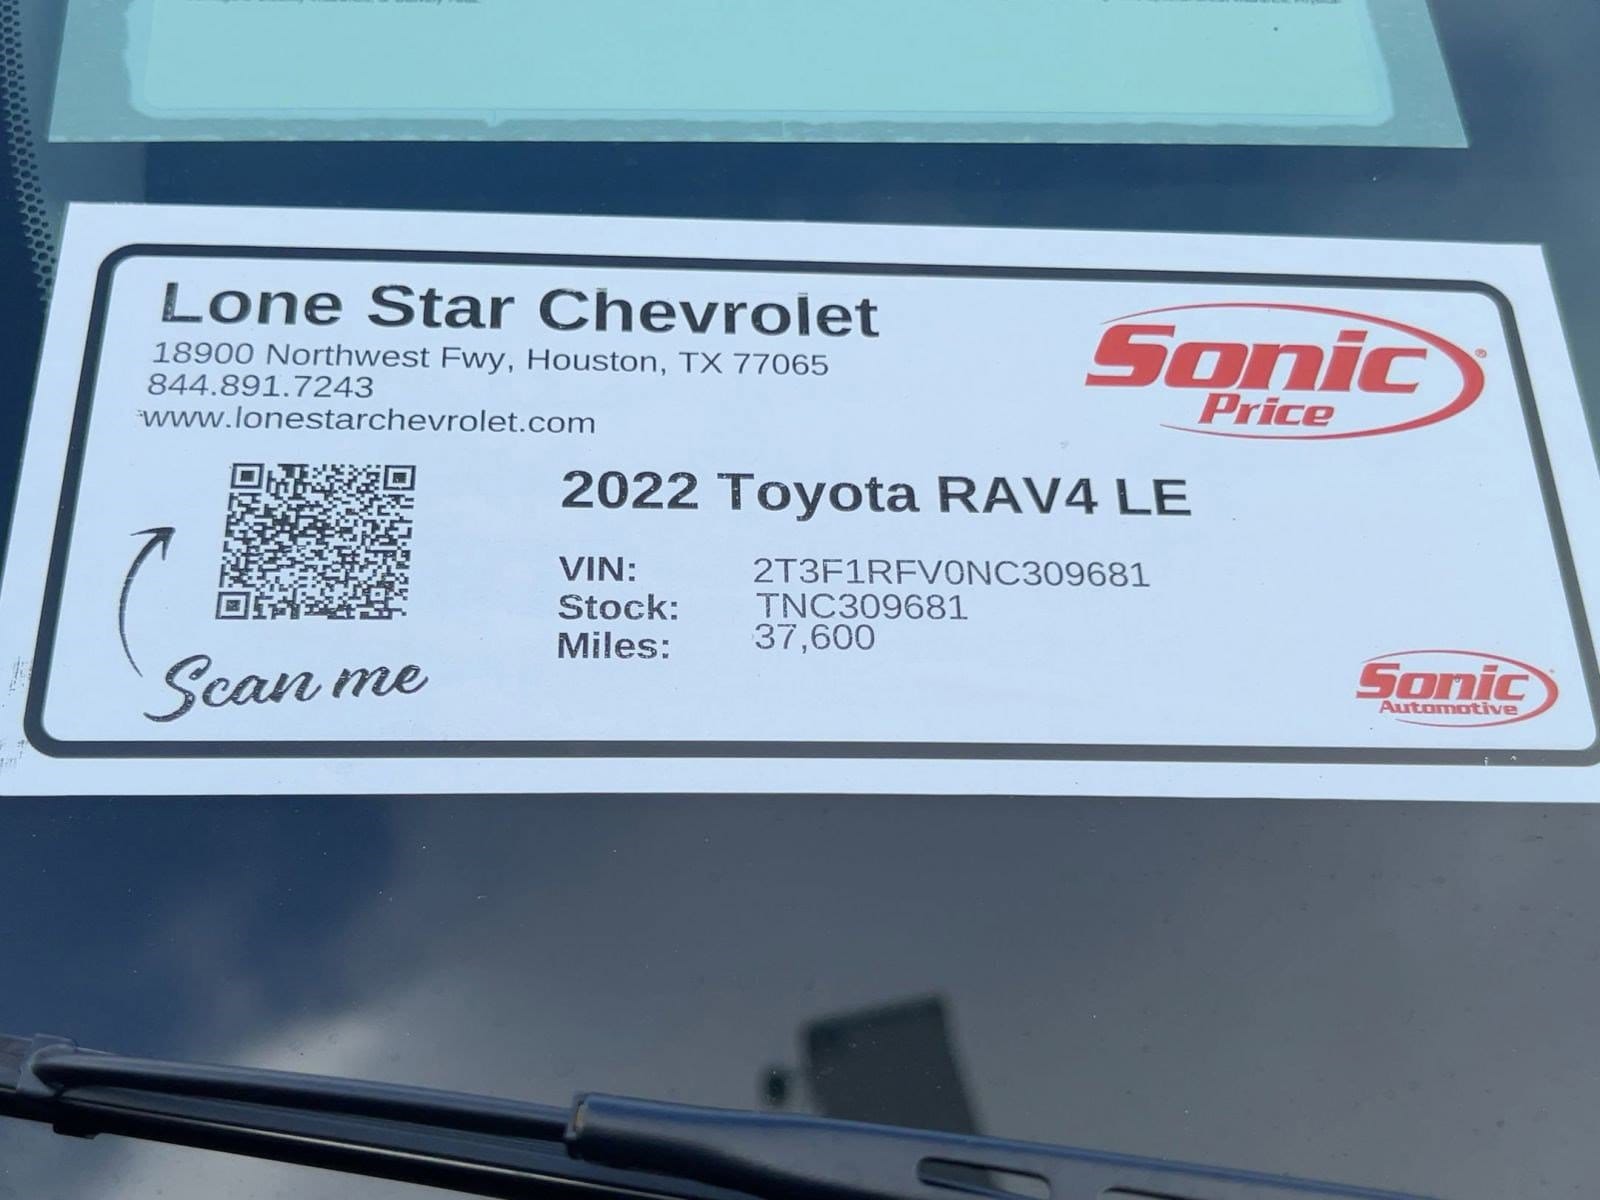 Lone Star Chevrolet
18900 Northwest Fwy, Houston, TX 77065
844.891.7243
www.lonestarchevrolet.com
Sonic®
Price
2022 Toyota RAV4 LE
VIN: 2T3F1RFV0NC309681
Stock: TNC309681
Miles: 37,600
Scan me
Sonic
Automotive